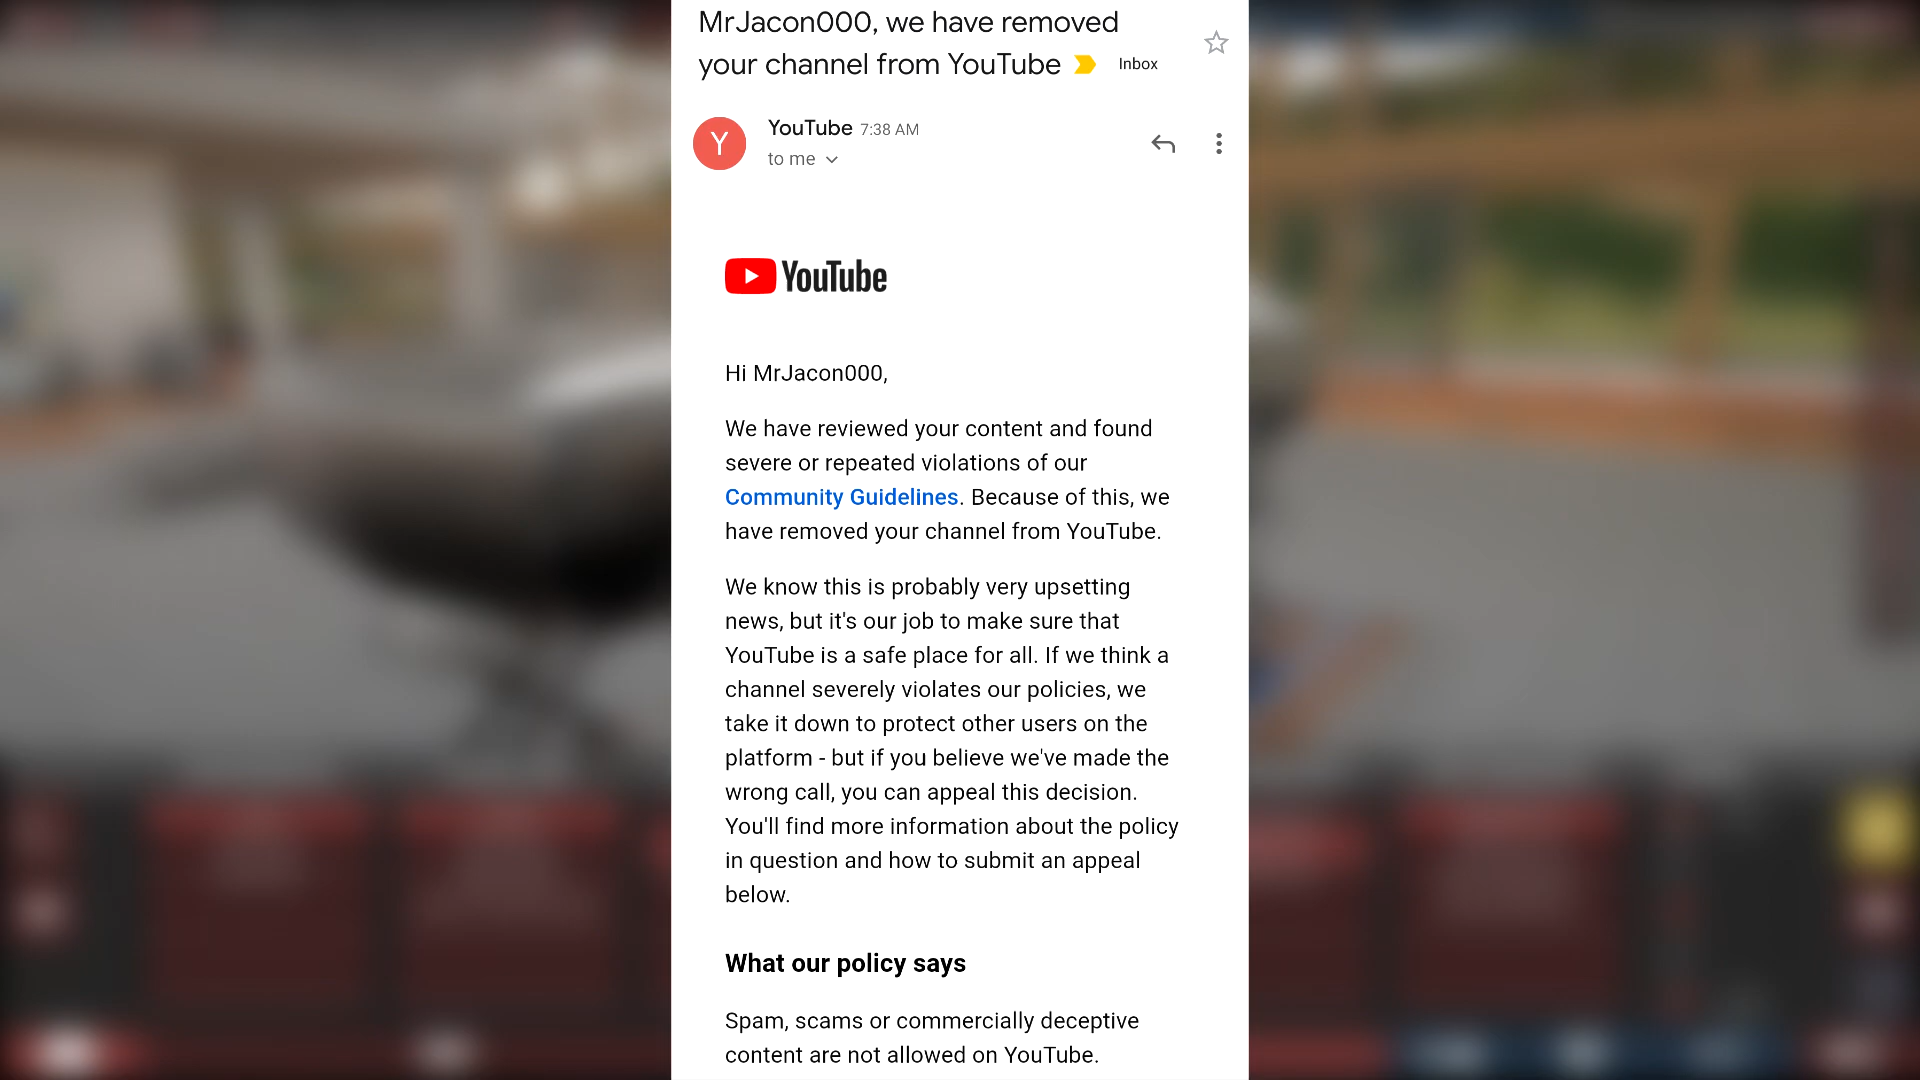 MrJacon000, we have removed
your channel from YouTube Inbox
Y
YouTube 7:38 AM
to me
YouTube
Hi MrJacon000,
We have reviewed your content and found
severe or repeated violations of our
Community Guidelines. Because of this, we
have removed your channel from YouTube.
We know this is probably very upsetting
news, but it's our job to make sure that
YouTube is a safe place for all. If we think a
channel severely violates our policies, we
take it down to protect other users on the
platform - but if you believe we've made the
wrong call, you can appeal this decision.
You'll find more information about the policy
in question and how to submit an appeal
below.
What our policy says
Spam, scams or commercially deceptive
content are not allowed on YouTube.